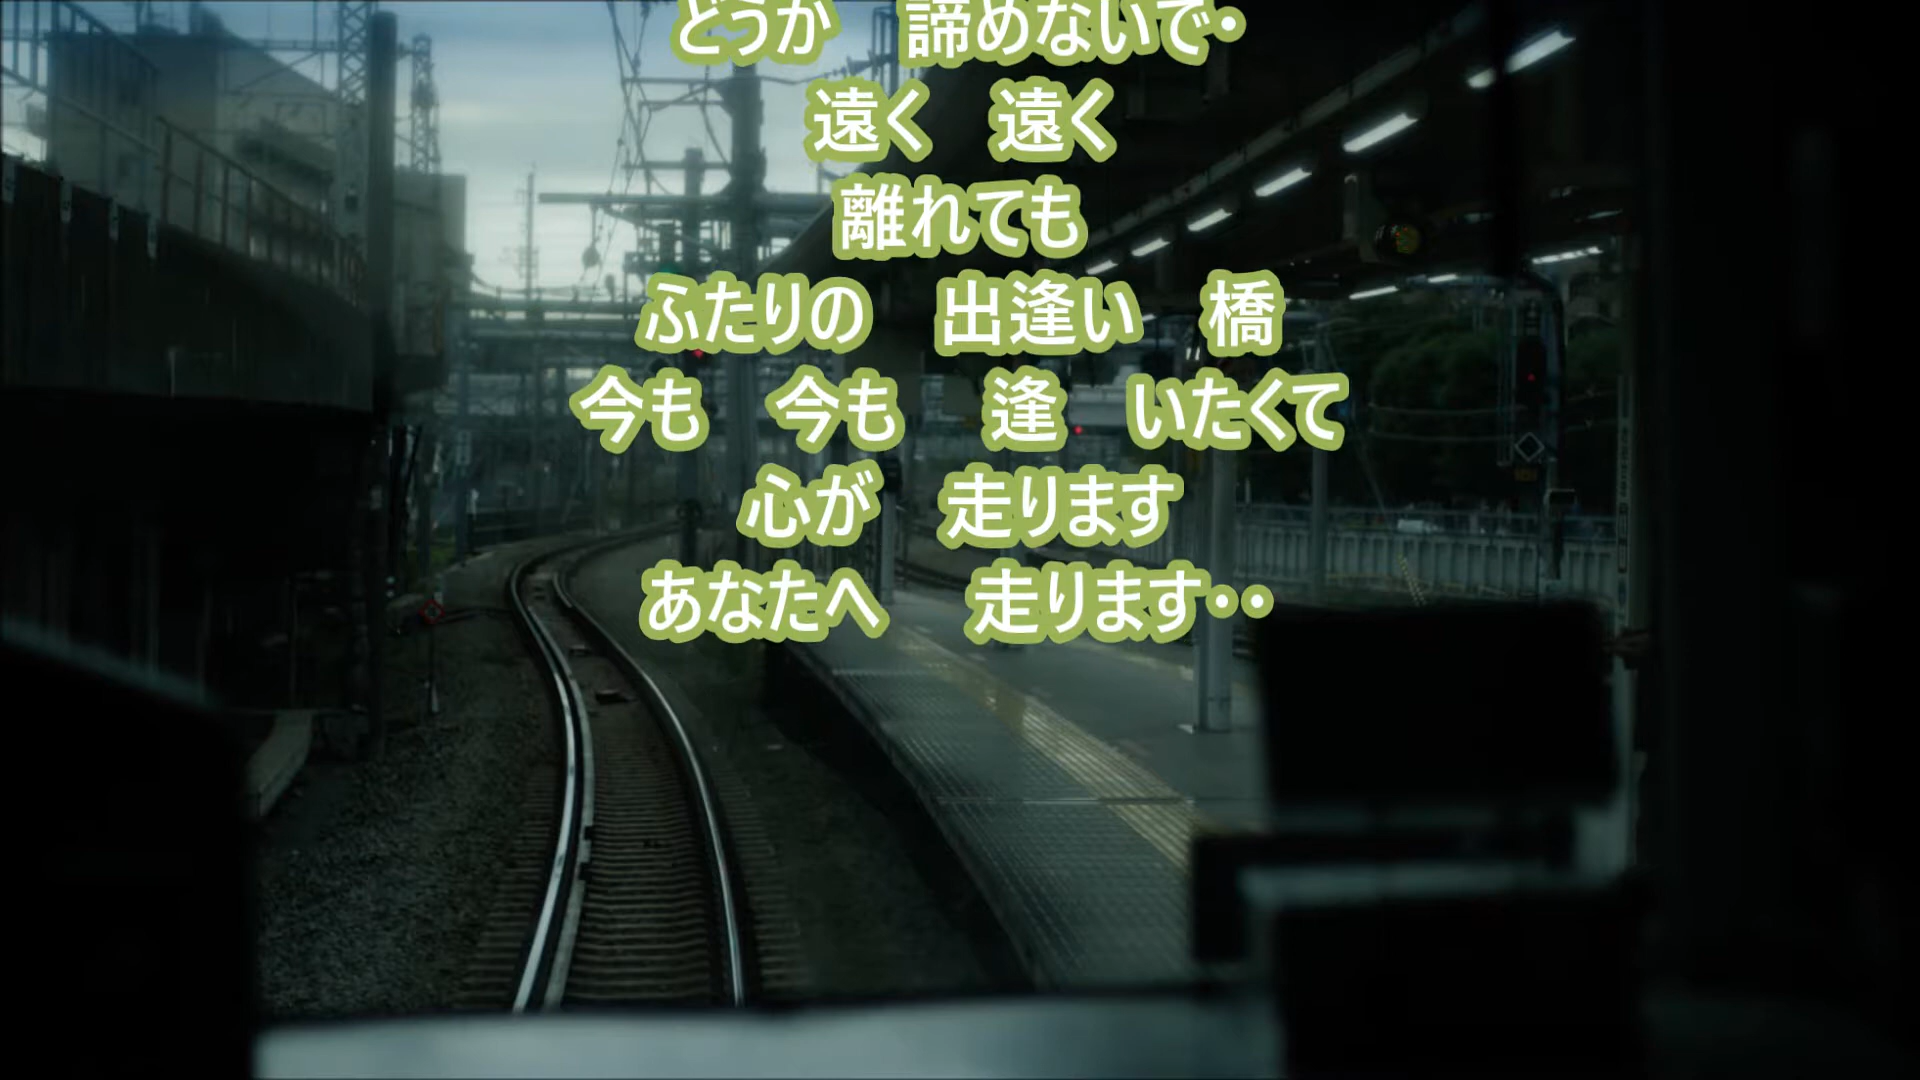 どうか　諦めないで・
遠く　遠く
離れても
ふたりの　出逢い　橋
今も　今も　逢　いたくて
心が　走ります
あなたへ　走ります・・